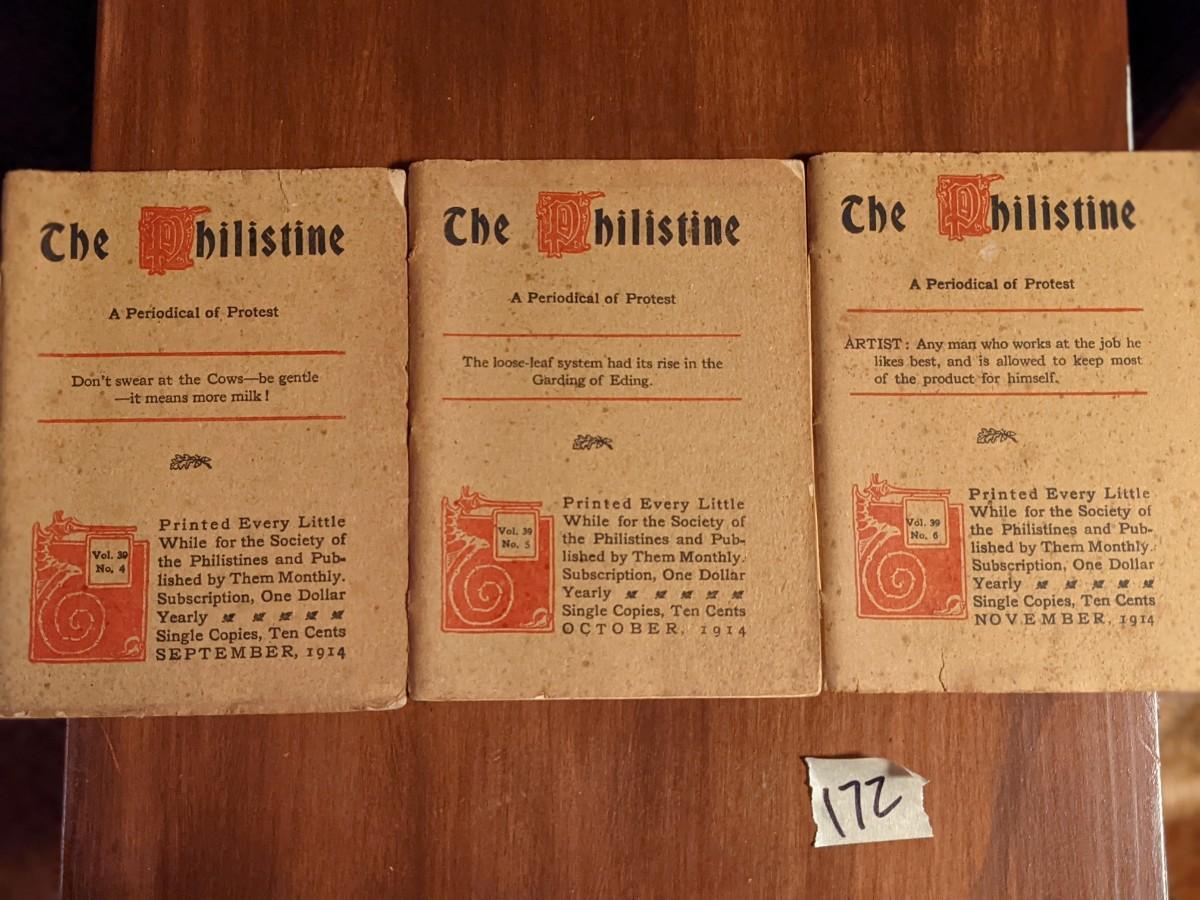 The Philistine
A Periodical of Protest
Don't swear at the Cows—be gentle
—it means more milk!
Vol. 39
No. 4
Printed Every Little
While for the Society of
the Philistines and Pub-
lished by Them Monthly.
Subscription, One Dollar
Yearly
Single Copies, Ten Cents
SEPTEMBER, 1914
The Philistine
A Periodical of Protest
The loose-leaf system had its rise in the
Garding of Eding.
Vol. 39
No. 5
Printed Every Little
While for the Society of
the Philistines and Pub-
lished by Them Monthly.
Subscription, One Dollar
Yearly
Single Copies, Ten Cents
OCTOBER, 1914
The Philistine
A Periodical of Protest
ARTIST: Any man who works at the job he
likes best, and is allowed to keep most
of the product for himself.
Vol. 39
No. 6
Printed Every Little
While for the Society of
the Philistines and Pub-
lished by Them Monthly.
Subscription, One Dollar
Yearly
Single Copies, Ten Cents
NOVEMBER, 1914
172